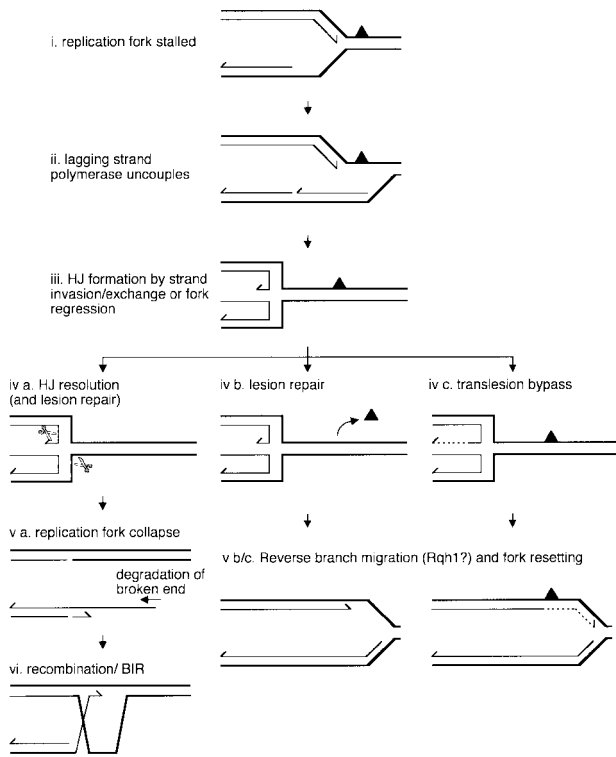 i. replication fork stalled
ii. lagging strand
polymerase uncouples
iii. HJ formation by strand
invasion/exchange or fork
regression
iv a. HJ resolution
(and lesion repair)
iv b. lesion repair
iv c. translesion bypass
v a. replication fork collapse
degradation of
broken end
v b/c. Reverse branch migration (Rqh1?) and fork resetting
vi. recombination/ BIR